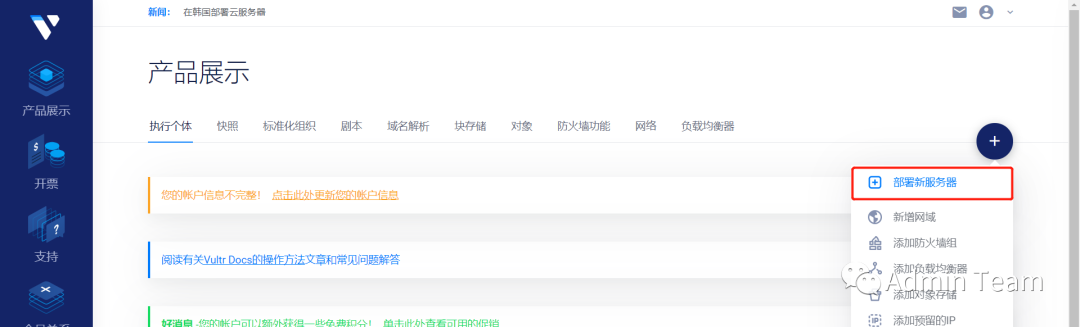 新闻： 在韩国部署云服务器
产品展示
产品展示
执行个体 快照 标准化组织 剧本 域名解析 块存储 对象 防火墙功能 网络 负载均衡器
开票
支持
会员关系
您的帐户信息不完整！ 点击此处更新您的帐户信息
阅读有关Vultr Docs的操作方法文章和常见问题解答
好消息 -您的帐户可以额外获得一些免费积分！ 单击此处查看可用的促销
部署新服务器
新增网域
添加防火墙组
添加负载均衡器
添加对象存储
添加预留的IP
Admin Team